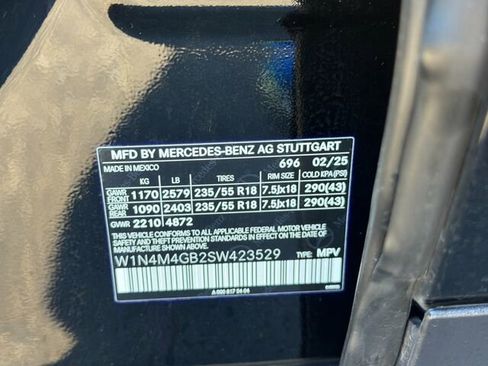 MFD BY MERCEDES-BENZ AG STUTTGART
MADE IN MEXICO 696 02/25
KG LB TIRES RIM SIZE COLD KPA(PSI)
GAWR FRONT 1170 2579 235/55 R18 7.5Jx18 290(43)
GAWR REAR 1090 2403 235/55 R18 7.5Jx18 290(43)
GVWR 2210 4872
THIS VEHICLE CONFORMS TO ALL APPLICABLE FEDERAL MOTOR VEHICLE
SAFETY AND THEFT PREVENTION STANDARDS IN EFFECT ON THE DATE OF
MANUFACTURE SHOWN ABOVE.
W1N4M4GB2SW423529 TYPE: MPV